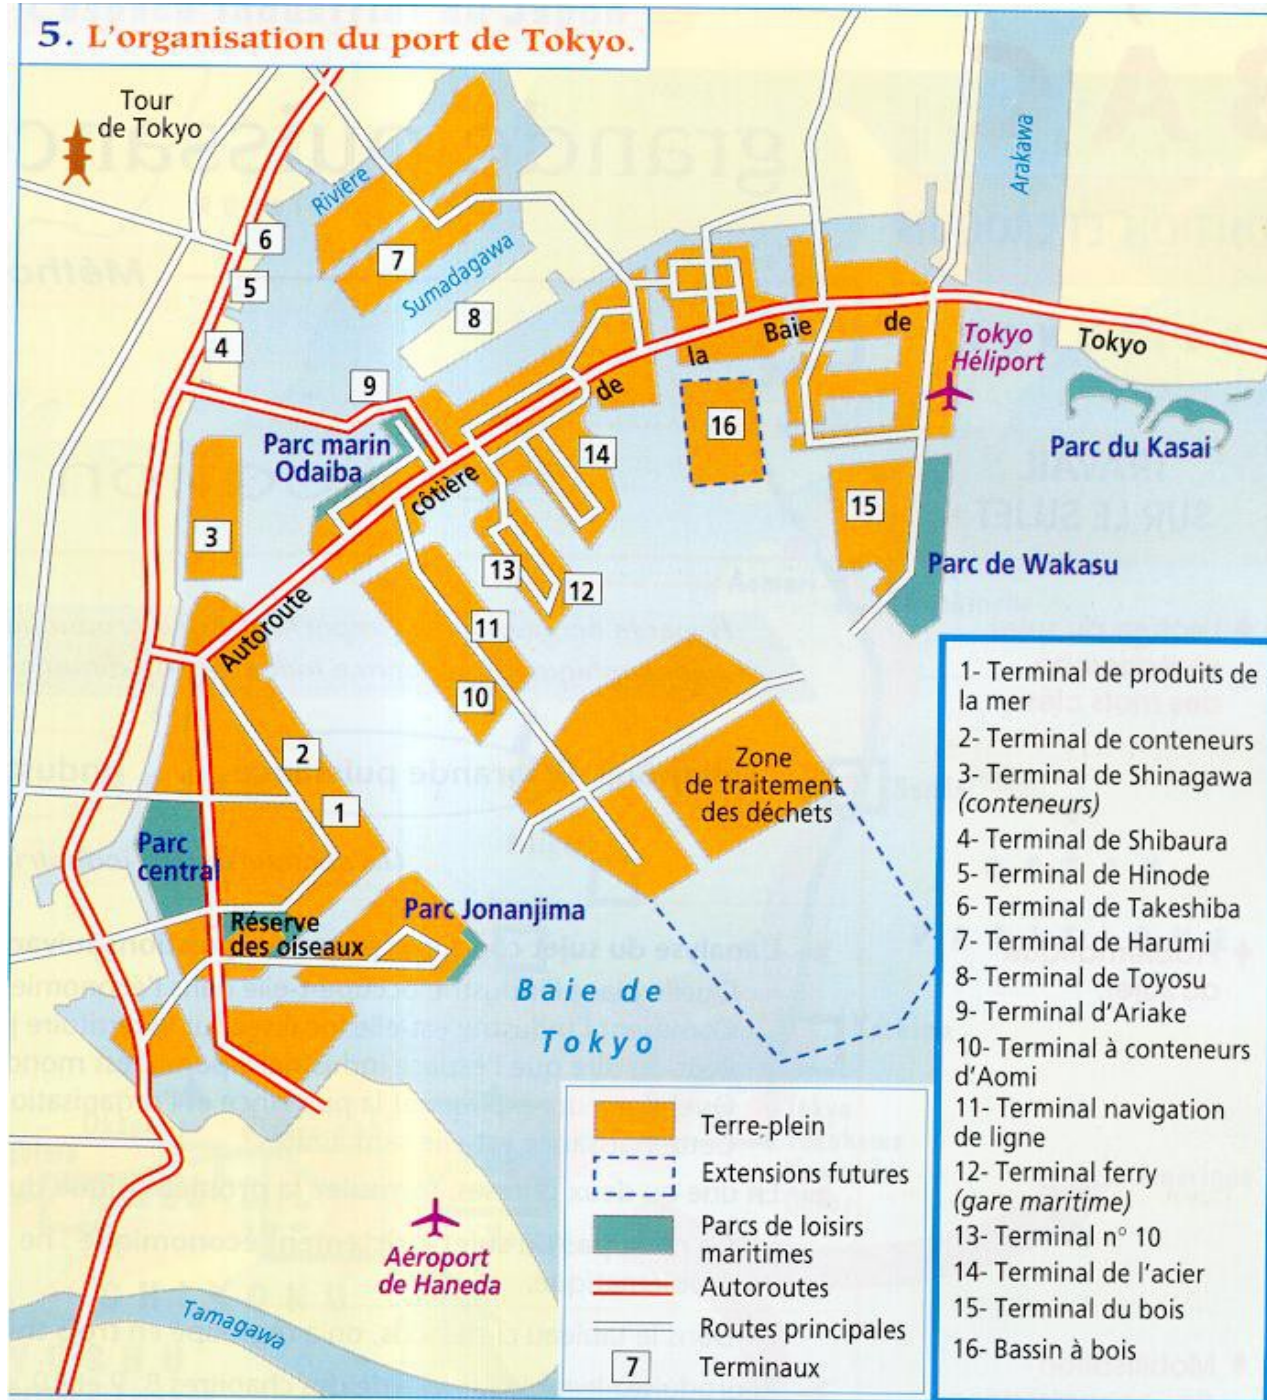 5. L'organisation du port de Tokyo.
Tour
de Tokyo
Rivière
Sumadagawa
Arakawa
6
5
4
7
8
9
Parc marin
Odaiba
3
Autoroute
côtière
de
la
Baie
de
Tokyo
Tokyo
Héliport
Parc du Kasai
16
14
15
Parc de Wakasu
13
12
11
10
2
1
Zone
de traitement
des déchets
Parc
central
Réserve
des oiseaux
Parc Jonanjima
Baie de
Tokyo
Aéroport
de Haneda
Tamagawa
Terre-plein
Extensions futures
Parcs de loisirs
maritimes
Autoroutes
Routes principales
7 Terminaux
1- Terminal de produits de
la mer
2- Terminal de conteneurs
3- Terminal de Shinagawa
(conteneurs)
4- Terminal de Shibaura
5- Terminal de Hinode
6- Terminal de Takeshiba
7- Terminal de Harumi
8- Terminal de Toyosu
9- Terminal d'Ariake
10- Terminal à conteneurs
d'Aomi
11- Terminal navigation
de ligne
12- Terminal ferry
(gare maritime)
13- Terminal n° 10
14- Terminal de l'acier
15- Terminal du bois
16- Bassin à bois